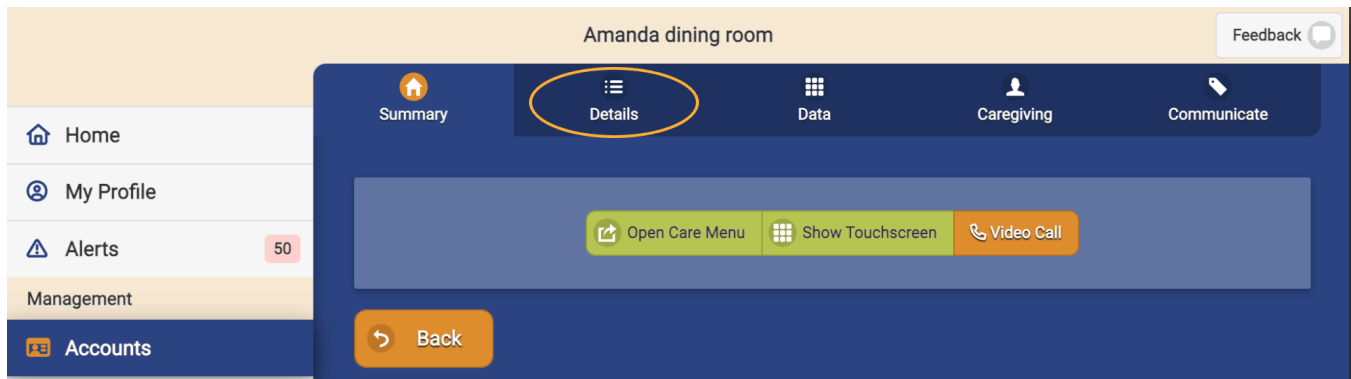 Amanda dining room
Feedback
Summary
Details
Data
Caregiving
Communicate
Home
My Profile
Alerts
50
Management
Accounts
Open Care Menu
Show Touchscreen
Video Call
Back